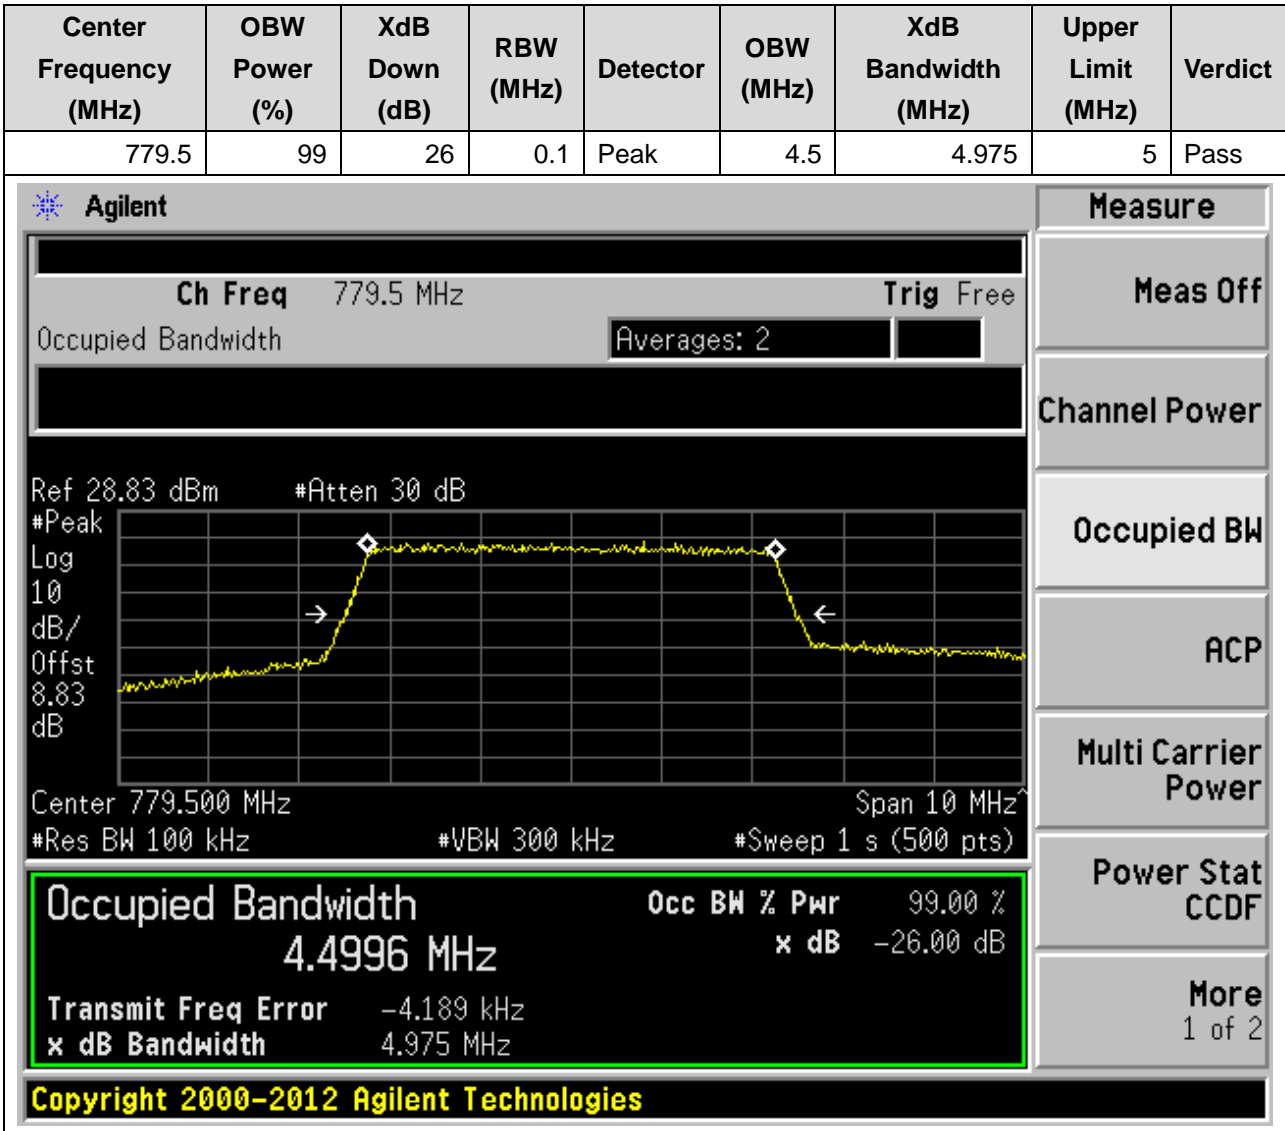 Center Frequency (MHz) OBW Power (%) XdB Down (dB) RBW (MHz) Detector OBW (MHz) XdB Bandwidth (MHz) Upper Limit (MHz) Verdict
779.5 99 26 0.1 Peak 4.5 4.975 5 Pass
Agilent
Measure
Ch Freq 779.5 MHz Trig Free
Meas Off
Occupied Bandwidth Averages: 2
Channel Power
Ref 28.83 dBm #Atten 30 dB
#Peak
Log
10
dB/
Offst
8.83
dB
Occupied BW
ACP
Multi Carrier
Power
Center 779.500 MHz Span 10 MHz^
#Res BW 100 kHz #VBW 300 kHz #Sweep 1 s (500 pts)
Power Stat
CCDF
Occupied Bandwidth Occ BW % Pwr 99.00 %
4.4996 MHz x dB -26.00 dB
Transmit Freq Error -4.189 kHz
x dB Bandwidth 4.975 MHz
More
1 of 2
Copyright 2000-2012 Agilent Technologies